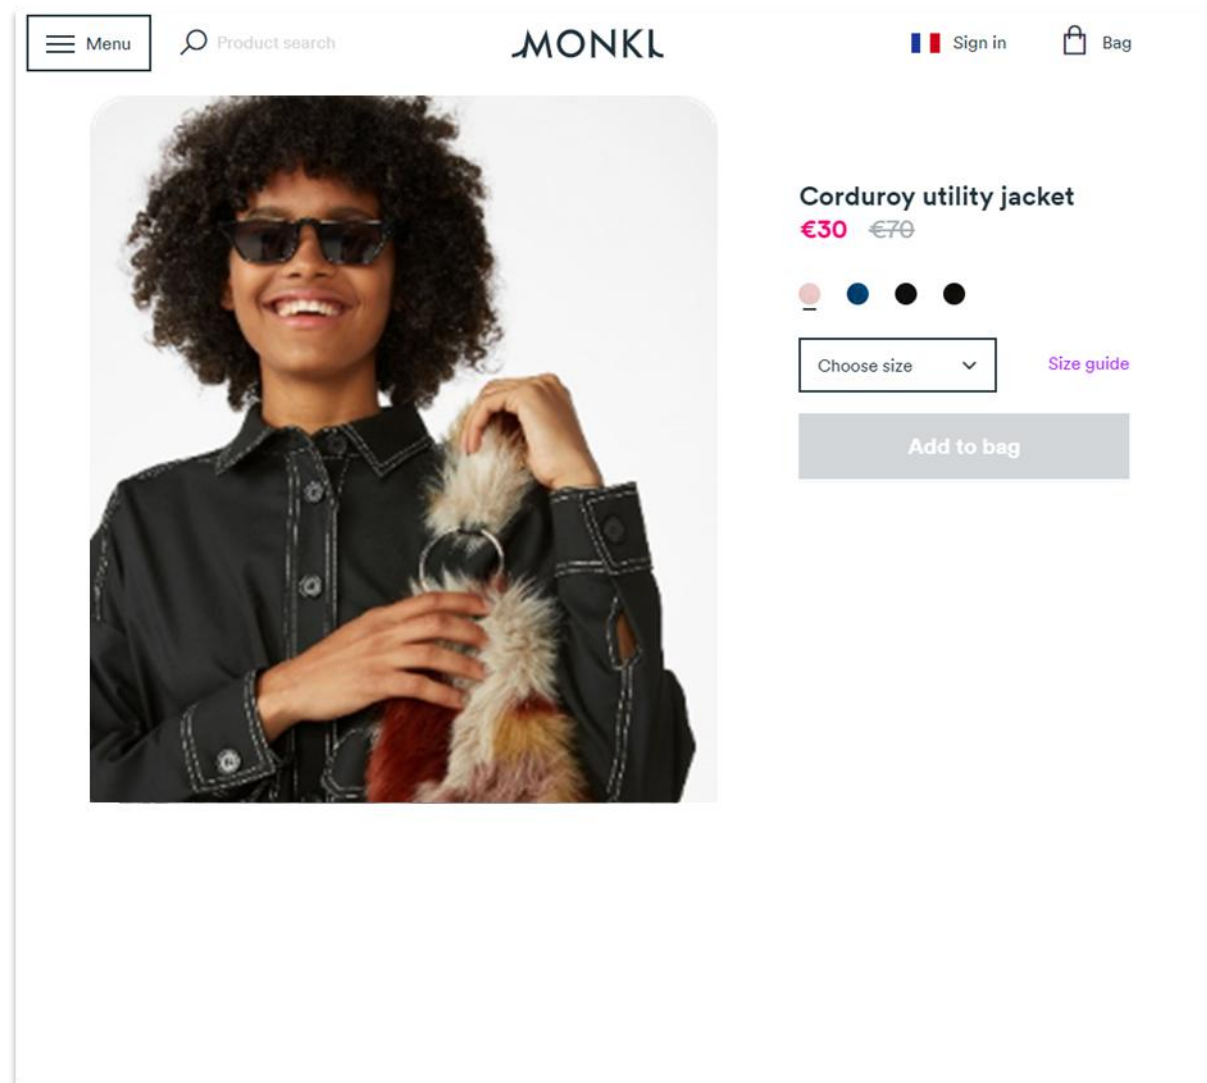 Menu
Product search
MONKI
Sign in
Bag
Corduroy utility jacket
€30 €70
Choose size
Size guide
Add to bag